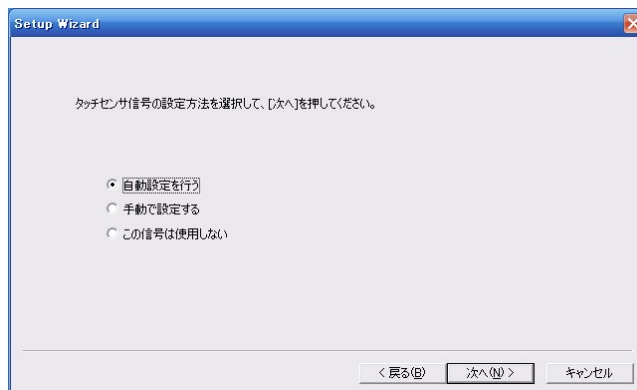 Setup Wizard
タッチセンサ信号の設定方法を選択して、[次へ]を押してください。
自動設定を行う
手動で設定する
この信号は使用しない
< 戻る(B)
次へ(N) >
キャンセル